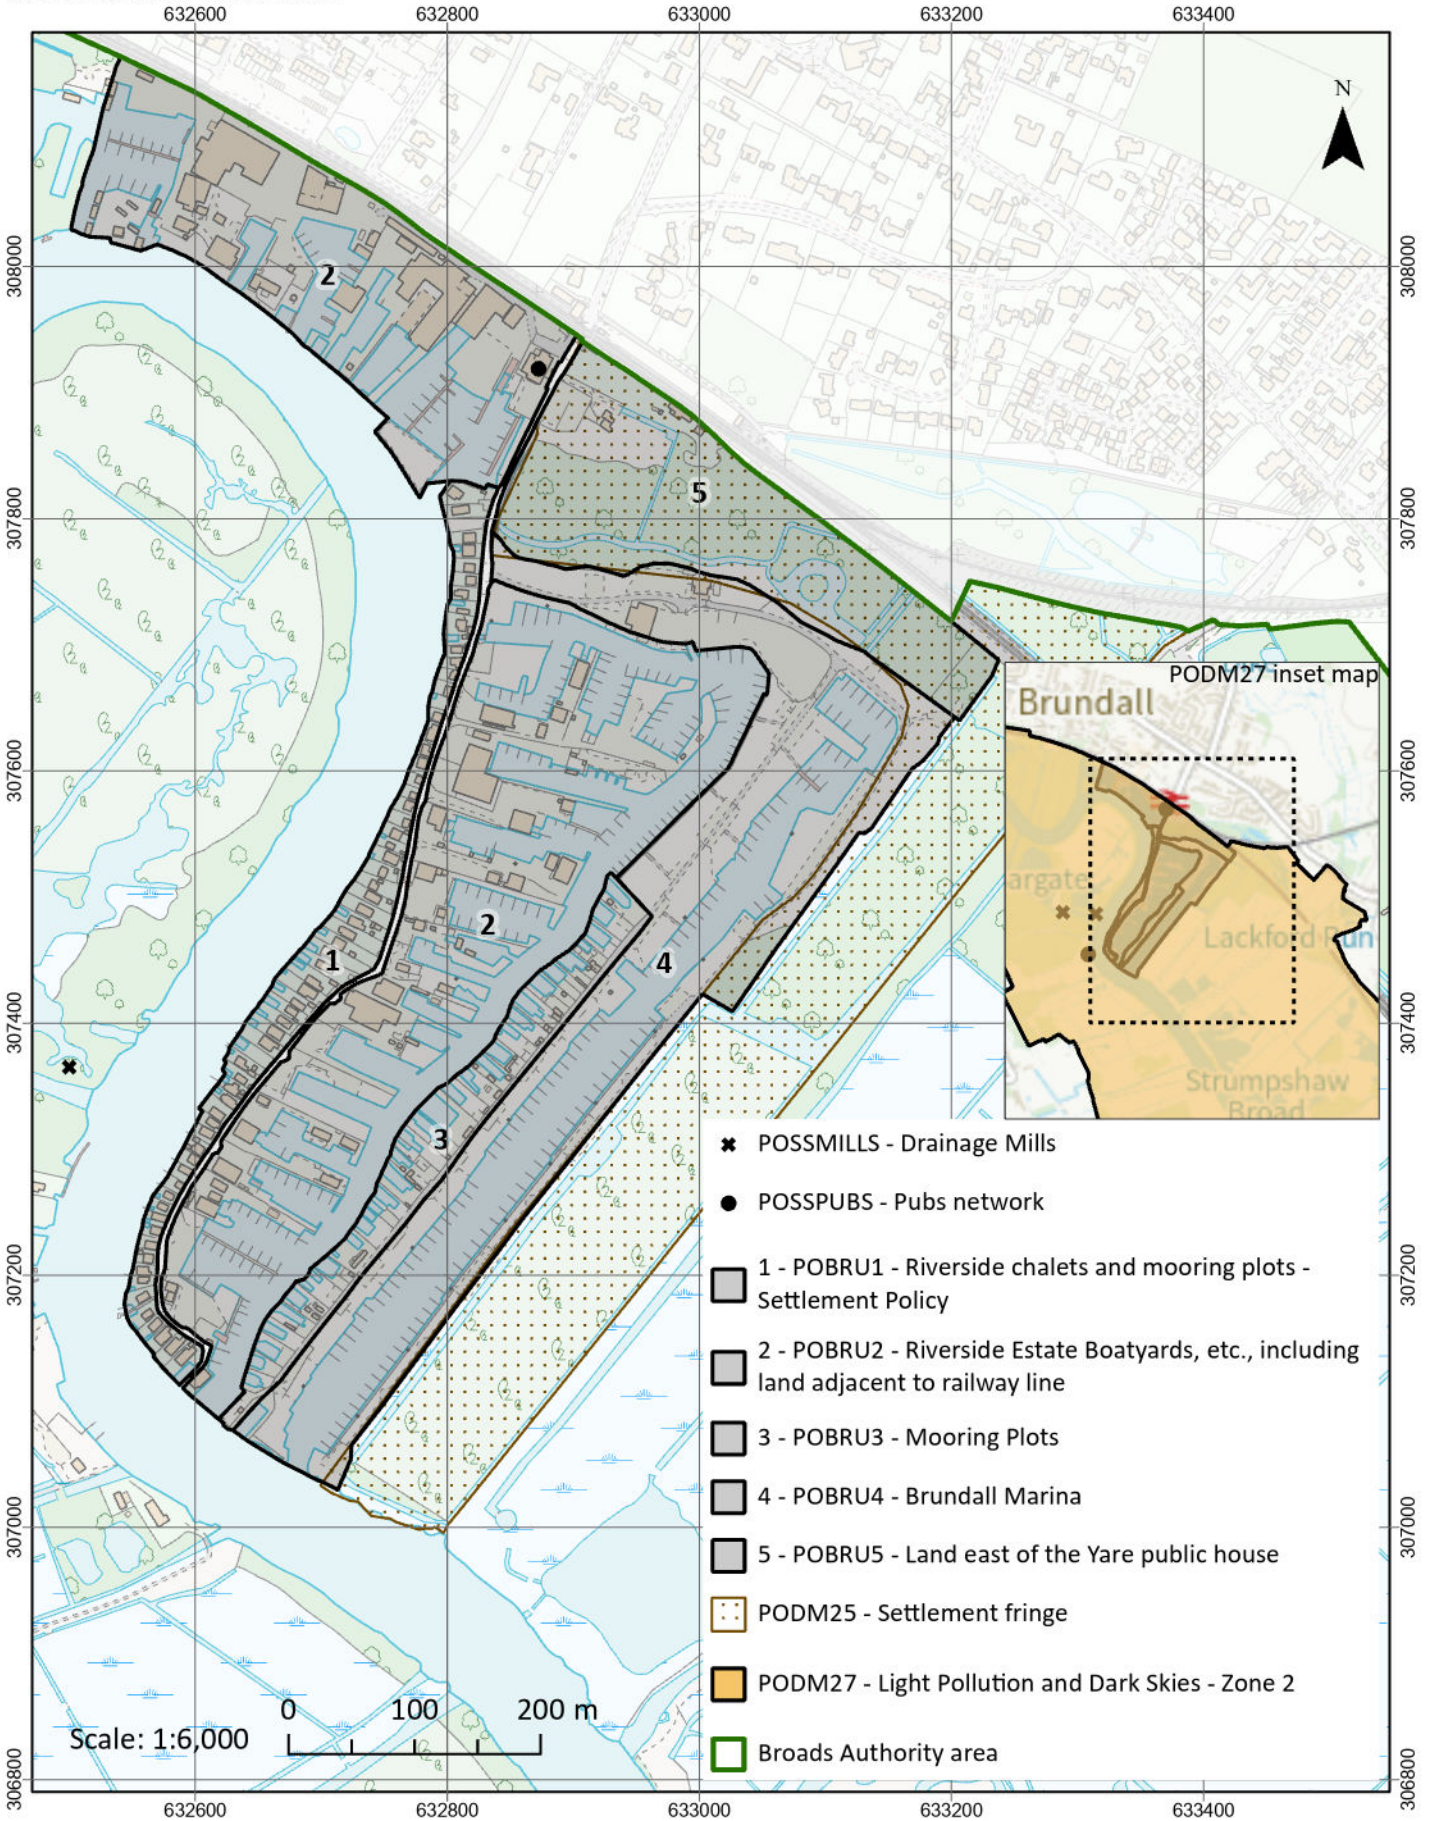 632600 632800 633000 633200 633400
N
308000 308000
2
5
307800 307800
PODM27 inset map
Brundall
307600 307600
argate
2
1
4
Lackford Run
307400 307400
Strumpshaw
Broad
3
POSSMILLS - Drainage Mills
POSSPUBS - Pubs network
1 - POBRU1 - Riverside chalets and mooring plots -
Settlement Policy
307200 307200
2 - POBRU2 - Riverside Estate Boatyards, etc., including
land adjacent to railway line
3 - POBRU3 - Mooring Plots
4 - POBRU4 - Brundall Marina
307000 307000
5 - POBRU5 - Land east of the Yare public house
PODM25 - Settlement fringe
PODM27 - Light Pollution and Dark Skies - Zone 2
0 100 200 m
Scale: 1:6,000
Broads Authority area
306800 306800
632600 632800 633000 633200 633400